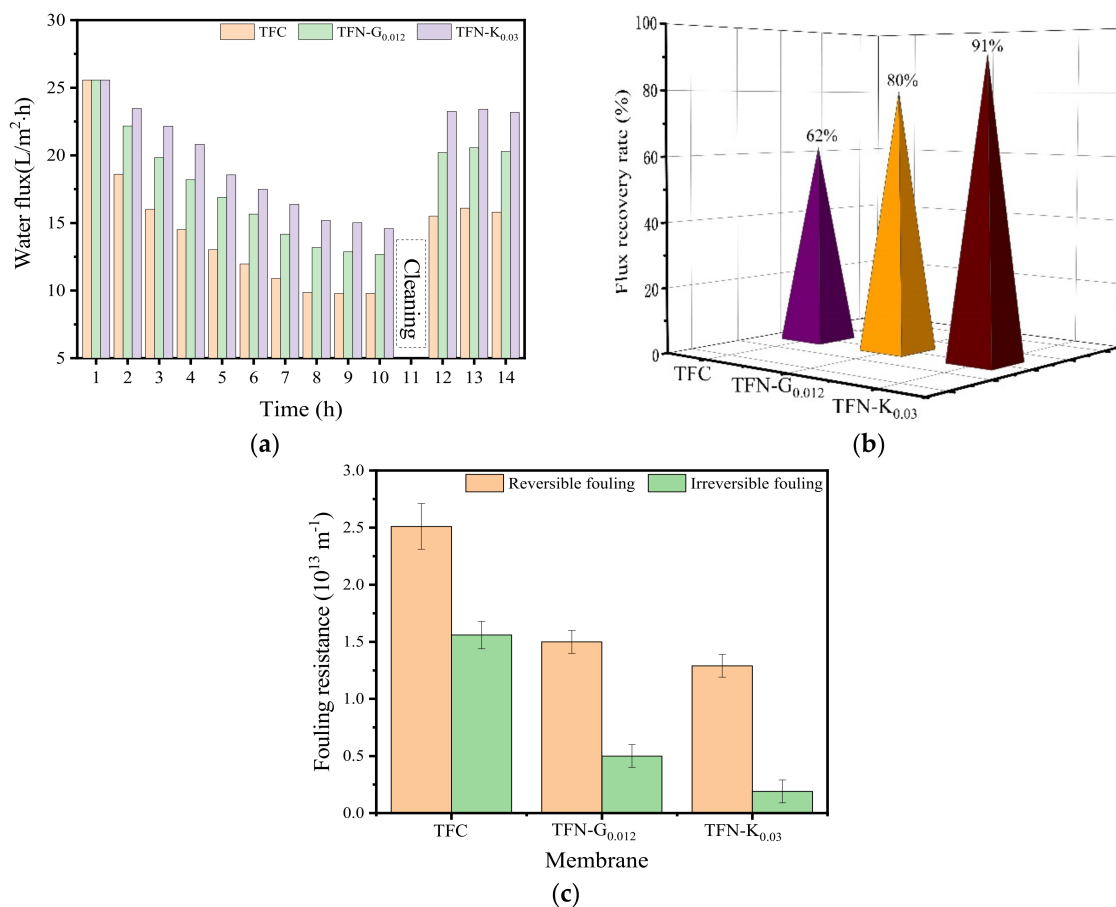 TFC TFN-G0.012 TFN-K0.03
Water flux(L/m²·h)
30
25
20
15
10
5
Cleaning
1 2 3 4 5 6 7 8 9 10 11 12 13 14
Time (h)
(a)
Flux recovery rate (%)
100
80
60
40
20
0
62%
80%
91%
TFC
TFN-G0.012
TFN-K0.03
(b)
Reversible fouling Irreversible fouling
Fouling resistance (10¹³ m⁻¹)
3.0
2.5
2.0
1.5
1.0
0.5
0.0
TFC TFN-G0.012 TFN-K0.03
Membrane
(c)